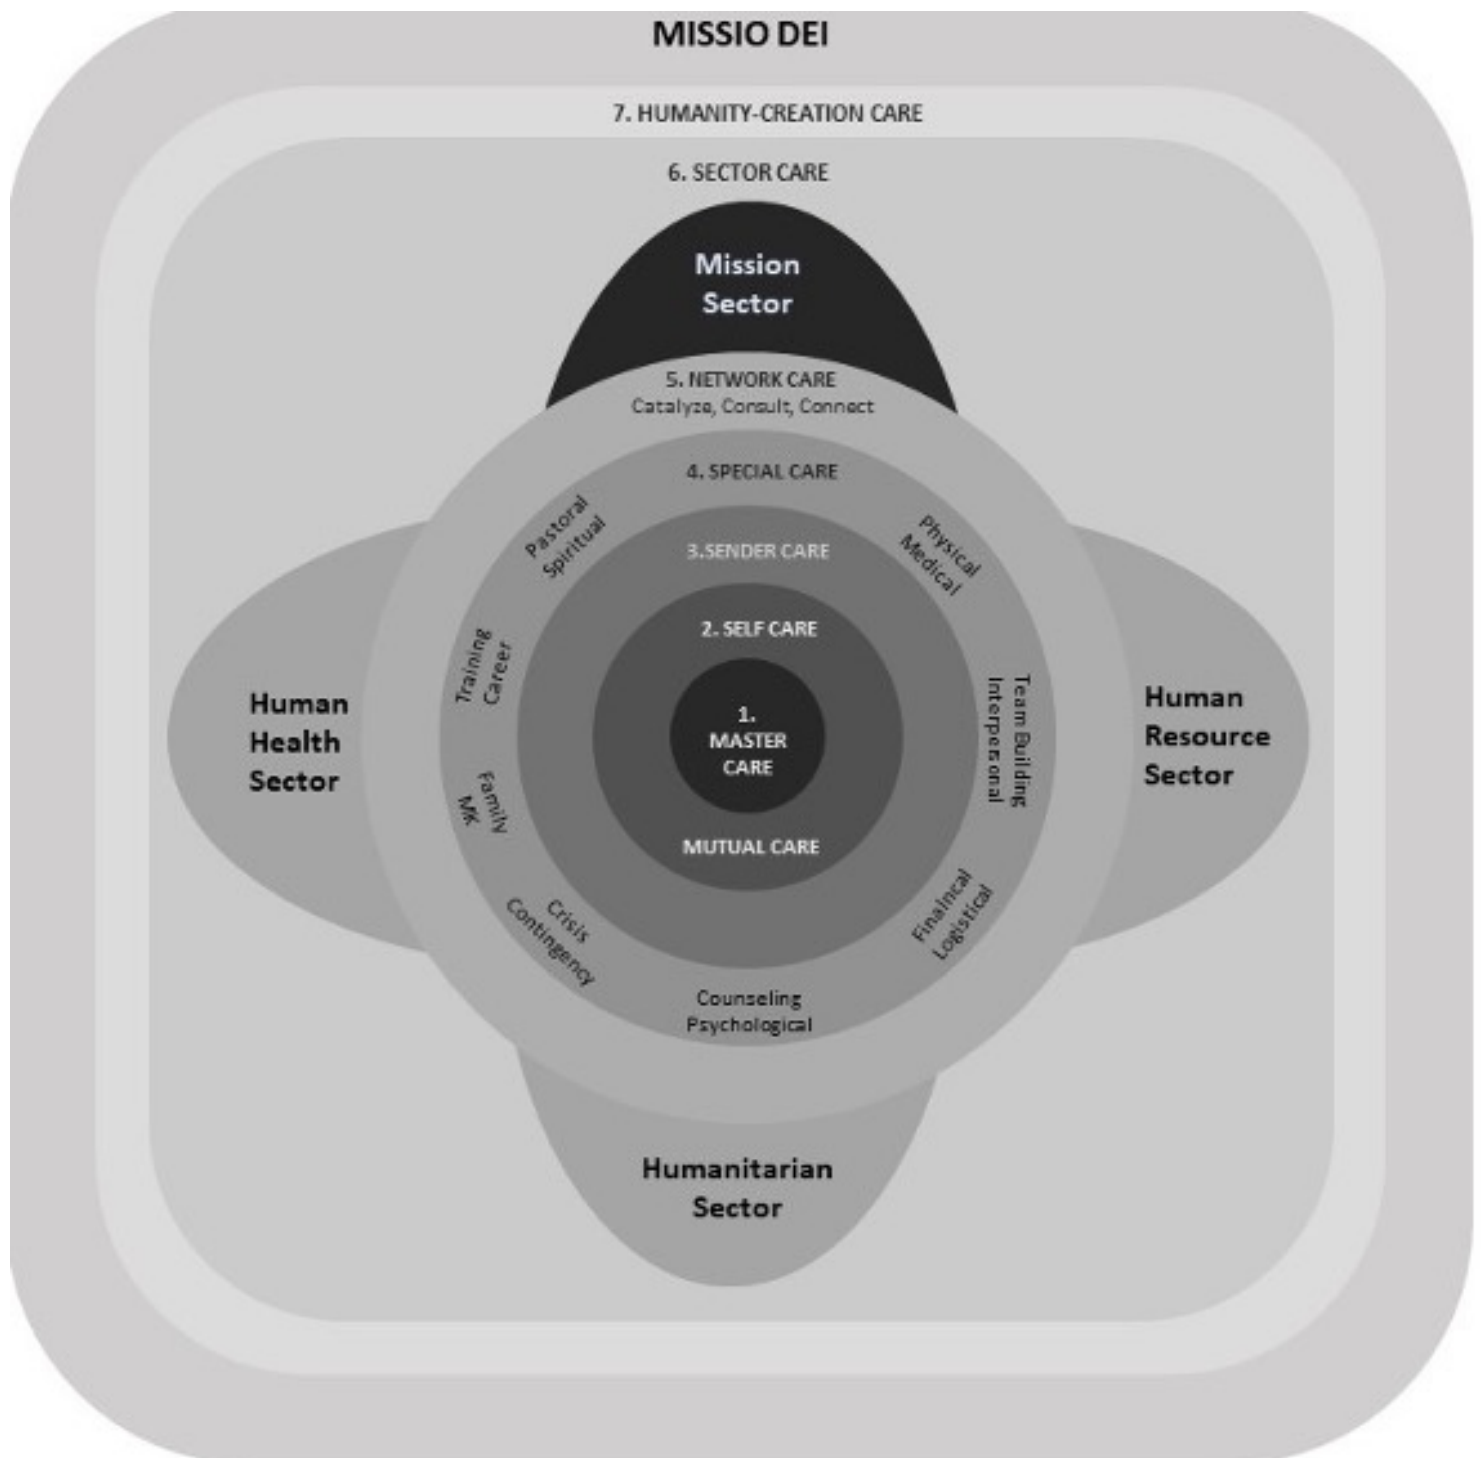 MISSIO DEI
7. HUMANITY-CREATION CARE
6. SECTOR CARE
Mission
Sector
5. NETWORK CARE
Catalyze, Consult, Connect
4. SPECIAL CARE
Pastoral
Spiritual
Physical
Medical
3.SENDER CARE
2. SELF CARE
Training
Career
Team Building
Interpersonal
1.
MASTER
CARE
Human
Health
Sector
Human
Resource
Sector
Family
MK
MUTUAL CARE
Crisis
Contingency
Finalncal
Logistical
Counseling
Psychological
Humanitarian
Sector